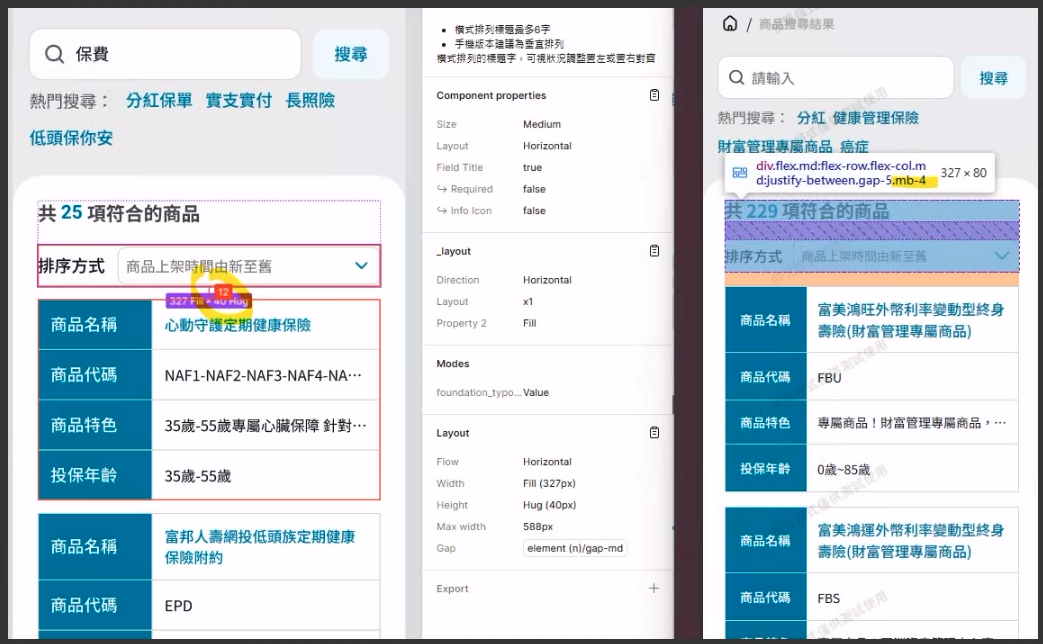 保費
搜尋
熱門搜尋： 分紅保單 實支實付 長照險
低頭保你安
共 25 項符合的商品
排序方式 商品上架時間由新至舊
327 Fill × 40 Hug
12
商品名稱 心動守護定期健康保險
商品代碼 NAF1-NAF2-NAF3-NAF4-NA⋯
商品特色 35歲-55歲專屬心臟保障 針對⋯
投保年齡 35歲-55歲
商品名稱 富邦人壽網投低頭族定期健康
保險附約
商品代碼 EPD
• 橫式排列標題最多6字
• 手機版本建議為垂直排列
橫式排列的標題字，可視狀況調整置左或置右對齊
Component properties
Size Medium
Layout Horizontal
Field Title true
↪ Required false
↪ Info Icon false
_layout
Direction Horizontal
Layout x1
Property 2 Fill
Modes
foundation_typo... Value
Layout
Flow Horizontal
Width Fill (327px)
Height Hug (40px)
Max width 588px
Gap element (n)/gap-md
Export +
/ 商品搜尋結果
請輸入
搜尋
熱門搜尋： 分紅 健康管理保險
財富管理專屬商品 癌症
div.flex.md:flex-row.flex-col.m
d:justify-between.gap-5.mb-4 327 × 80
共 229 項符合的商品
排序方式 商品上架時間由新至舊
商品名稱 富美鴻旺外幣利率變動型終身
壽險(財富管理專屬商品)
商品代碼 FBU
商品特色 專屬商品！財富管理專屬商品，⋯
投保年齡 0歲~85歲
商品名稱 富美鴻運外幣利率變動型終身
壽險(財富管理專屬商品)
商品代碼 FBS